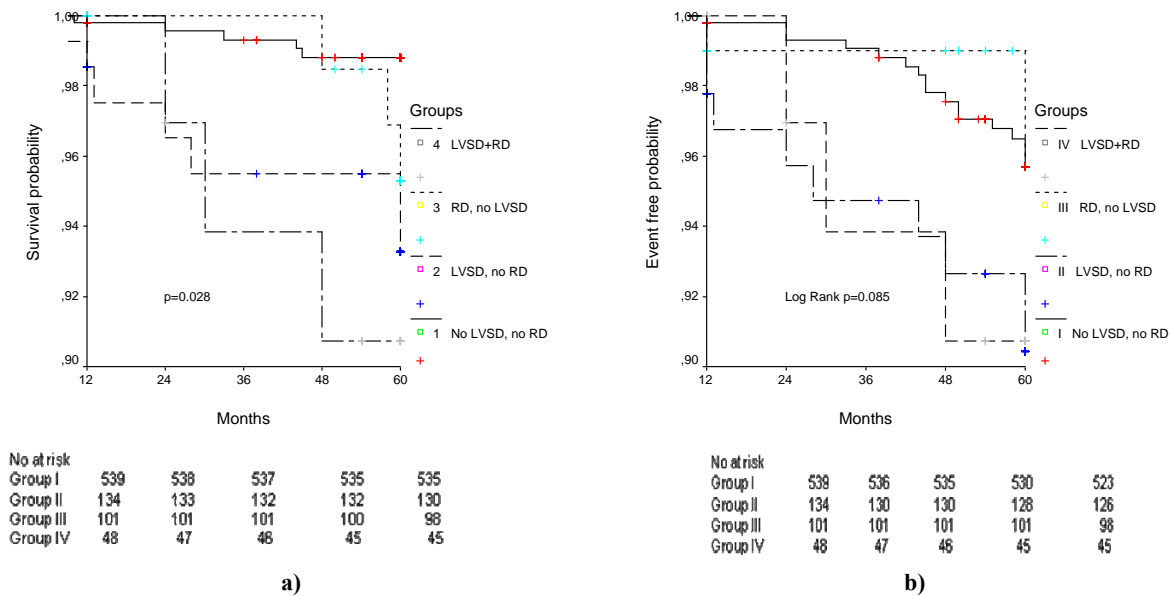 1,00
,98
,96
,94
,92
,90
Survival probability
12 24 36 48 60
Months
p=0.028
Groups
4 LVSD+RD
3 RD, no LVSD
2 LVSD, no RD
1 No LVSD, no RD
No at risk
Group I 539 538 537 535 535
Group II 134 133 132 132 130
Group III 101 101 101 100 98
Group IV 48 47 46 45 45
a)
1,00
,98
,96
,94
,92
,90
Event free probability
12 24 36 48 60
Months
Log Rank p=0.085
Groups
IV LVSD+RD
III RD, no LVSD
II LVSD, no RD
I No LVSD, no RD
No at risk
Group I 539 536 535 530 523
Group II 134 130 130 128 126
Group III 101 101 101 101 98
Group IV 48 47 46 45 45
b)